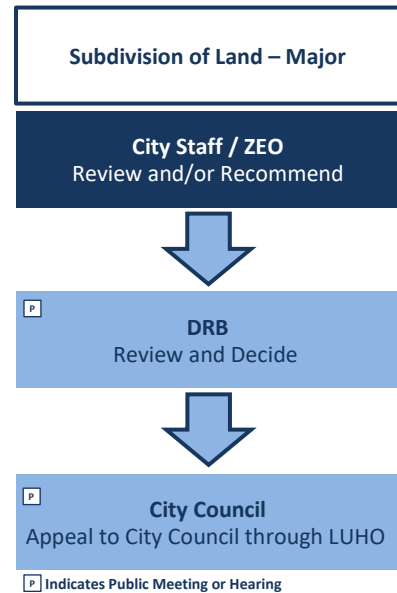 Subdivision of Land – Major
City Staff / ZEO
Review and/or Recommend
P
DRB
Review and Decide
P
City Council
Appeal to City Council through LUHO
P Indicates Public Meeting or Hearing